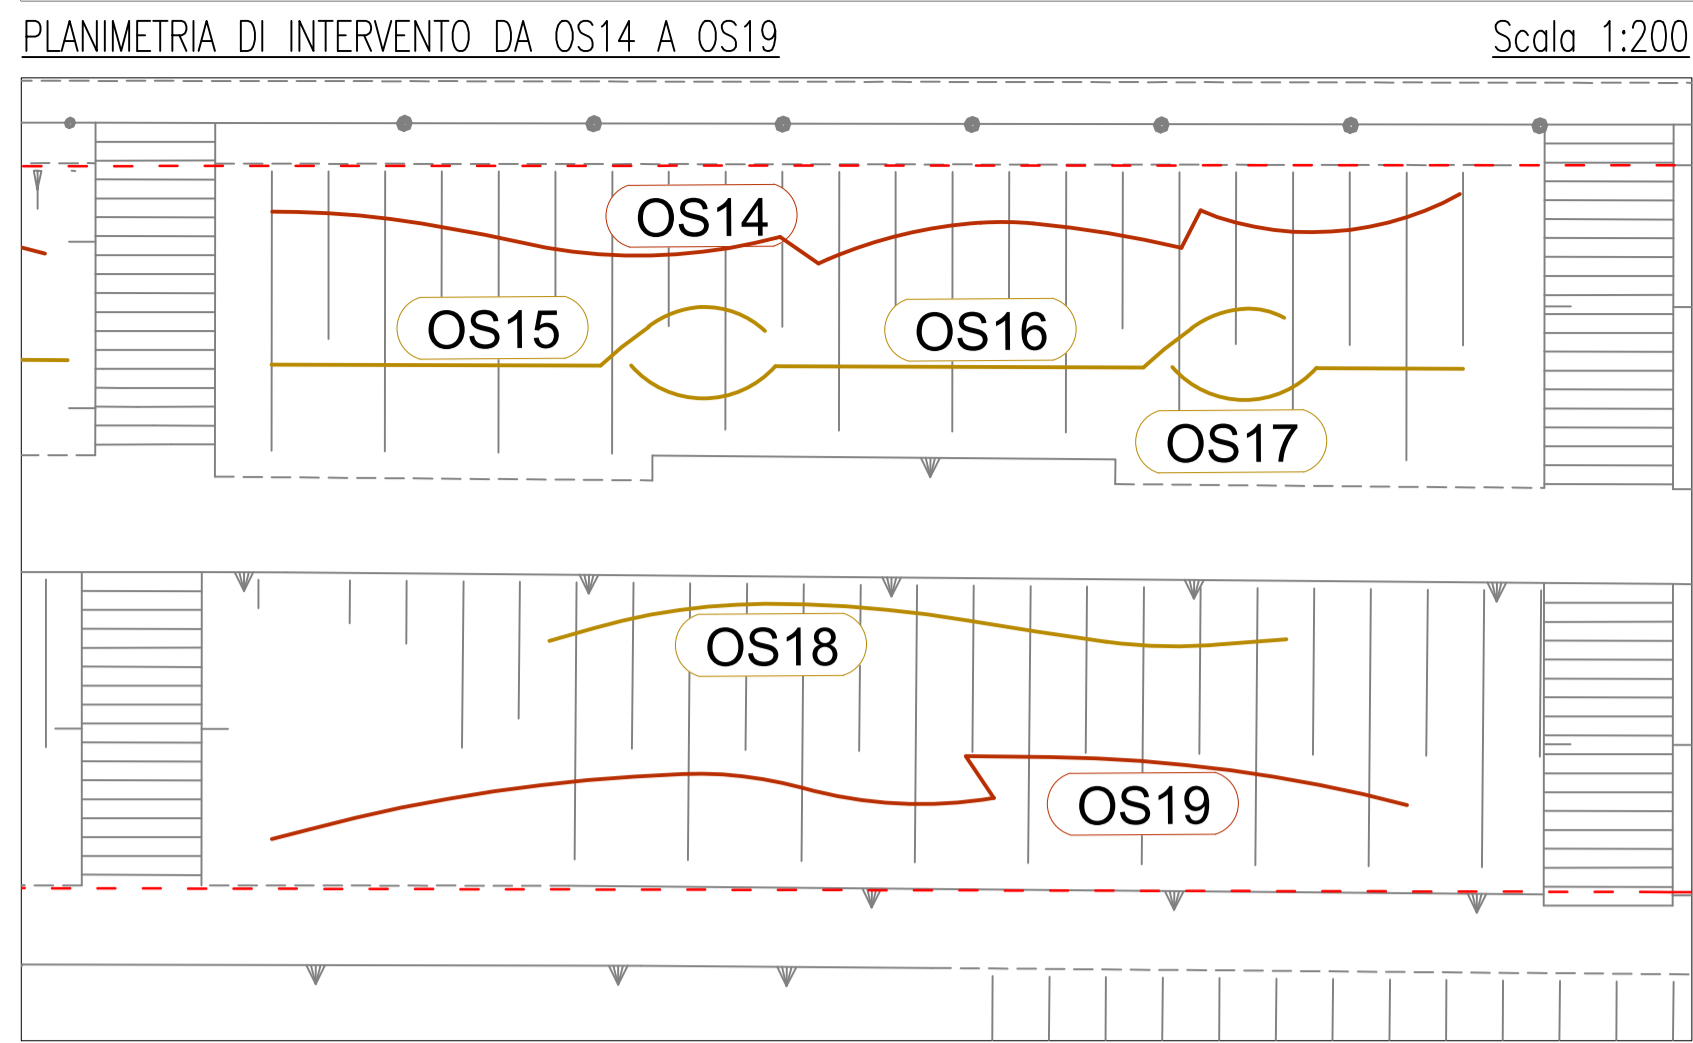 PLANIMETRIA DI INTERVENTO DA OS14 A OS19
Scala 1:200
OS14
OS15
OS16
OS17
OS18
OS19